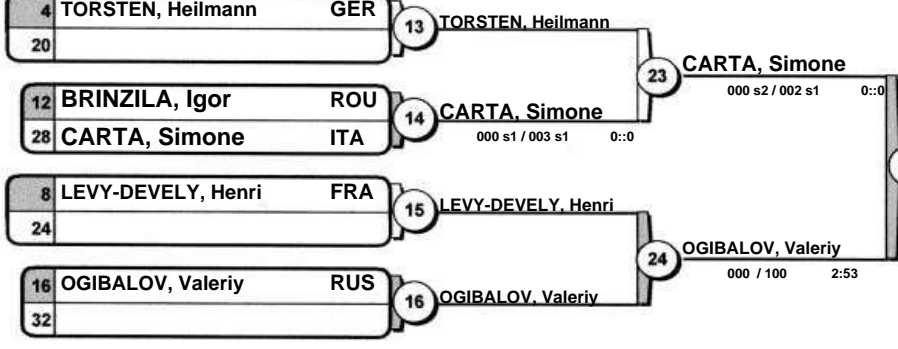 4 TORSTEN, Heilmann GER
20
13
TORSTEN, Heilmann
12 BRINZILA, Igor ROU
28 CARTA, Simone ITA
14
CARTA, Simone
000 s1 / 003 s1 0::0
23
CARTA, Simone
000 s2 / 002 s1 0::0
8 LEVY-DEVELY, Henri FRA
24
15
LEVY-DEVELY, Henri
16 OGIBALOV, Valeriy RUS
32
16
OGIBALOV, Valeriy
24
OGIBALOV, Valeriy
000 / 100 2:53